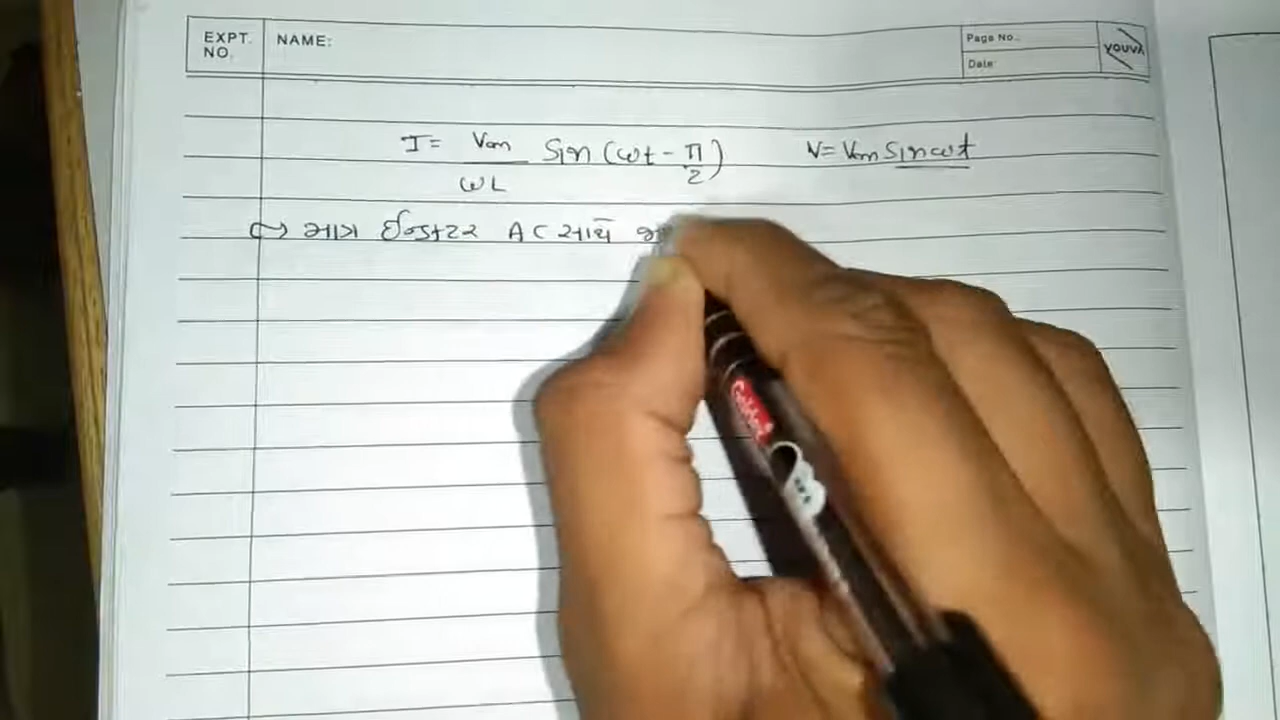 EXPT. NO. NAME: Page No.. YOUVA
Date:
I = Vm/ωL Sin (ωt - π/2) V = Vm Sinωt
→ માત્ર ઈન્ડક્ટર AC સાથે